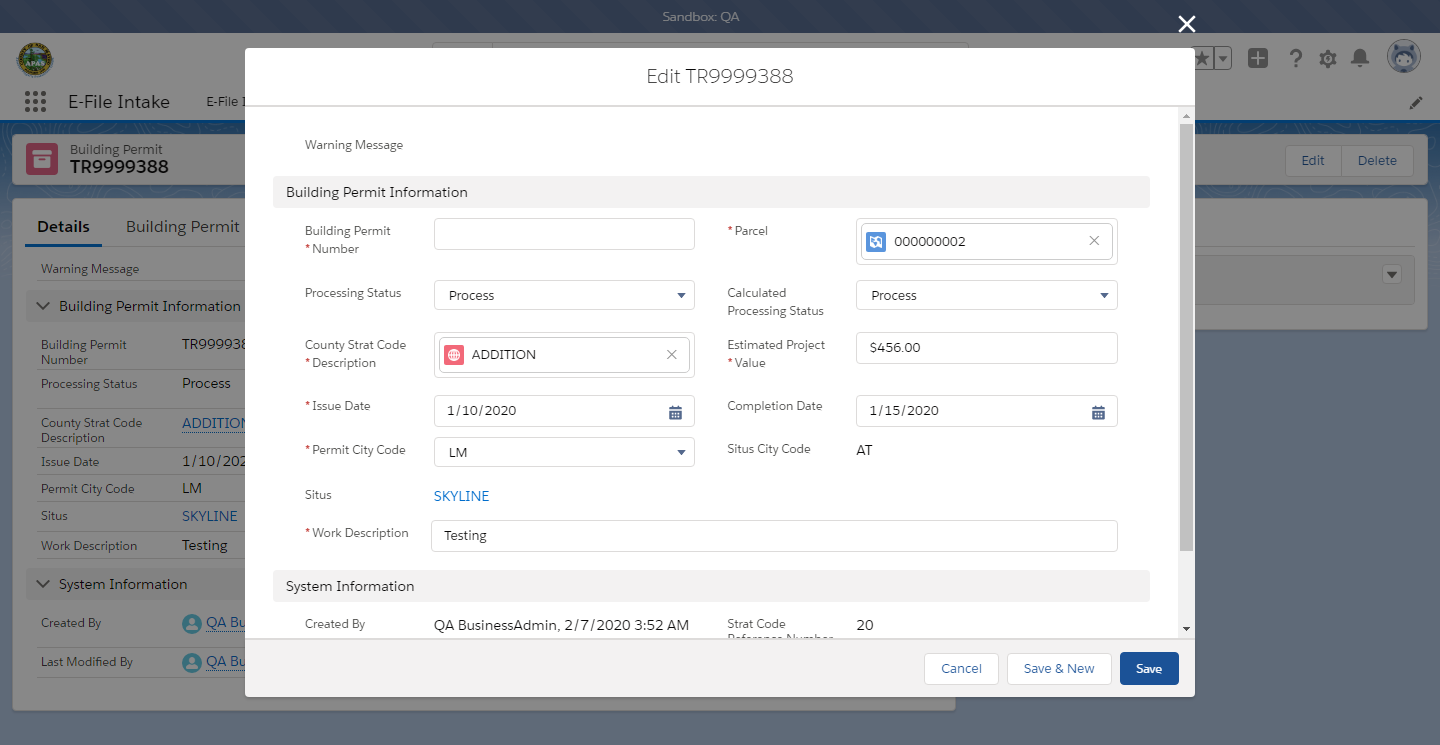 Sandbox: QA
E-File Intake
E-File I
Building Permit
TR9999388
Edit
Delete
Details
Building Permit
Warning Message
Building Permit Information
Building Permit
Number
TR999938
Processing Status
Process
County Strat Code
Description
ADDITION
Issue Date
1/10/202
Permit City Code
LM
Situs
SKYLINE
Work Description
Testing
System Information
Created By
QA Bu
Last Modified By
QA Bu
Edit TR9999388
Warning Message
Building Permit Information
Building Permit
*Number
*Parcel
000000002
Processing Status
Process
Calculated
Processing Status
Process
County Strat Code
*Description
ADDITION
Estimated Project
*Value
$456.00
*Issue Date
1/10/2020
Completion Date
1/15/2020
*Permit City Code
LM
Situs City Code
AT
Situs
SKYLINE
*Work Description
Testing
System Information
Created By
QA BusinessAdmin, 2/7/2020 3:52 AM
Strat Code
Reference Number
20
Cancel
Save & New
Save